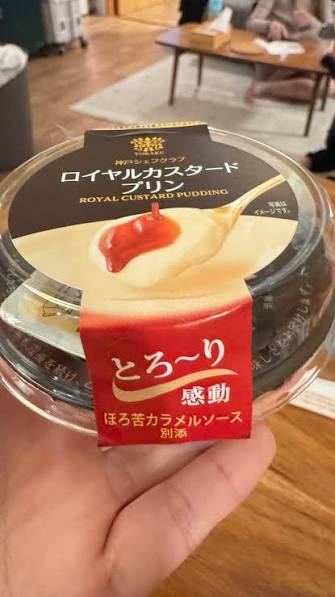 TORAKU
神戸シェフクラブ
ロイヤルカスタード
プリン
ROYAL CUSTARD PUDDING
写真は
イメージです。
とろ〜り
感動
ほろ苦カラメルソース
別添